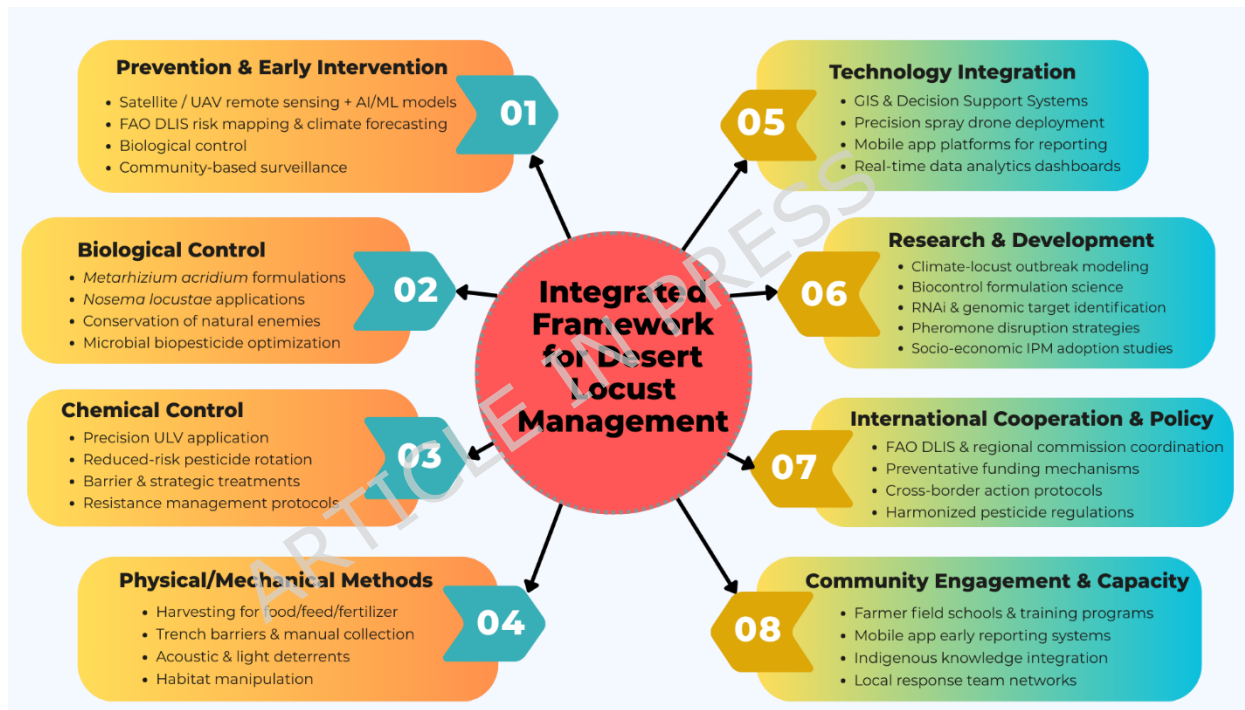 Prevention & Early Intervention
• Satellite / UAV remote sensing + AI/ML models
• FAO DLIS risk mapping & climate forecasting
• Biological control
• Community-based surveillance
01
Biological Control
• Metarhizium acridium formulations
• Nosema locustae applications
• Conservation of natural enemies
• Microbial biopesticide optimization
02
Chemical Control
• Precision ULV application
• Reduced-risk pesticide rotation
• Barrier & strategic treatments
• Resistance management protocols
03
Physical/Mechanical Methods
• Harvesting for food/feed/fertilizer
• Trench barriers & manual collection
• Acoustic & light deterrents
• Habitat manipulation
04
Integrated
Framework
for Desert
Locust
Management
05
Technology Integration
• GIS & Decision Support Systems
• Precision spray drone deployment
• Mobile app platforms for reporting
• Real-time data analytics dashboards
06
Research & Development
• Climate-locust outbreak modeling
• Biocontrol formulation science
• RNAi & genomic target identification
• Pheromone disruption strategies
• Socio-economic IPM adoption studies
07
International Cooperation & Policy
• FAO DLIS & regional commission coordination
• Preventative funding mechanisms
• Cross-border action protocols
• Harmonized pesticide regulations
08
Community Engagement & Capacity
• Farmer field schools & training programs
• Mobile app early reporting systems
• Indigenous knowledge integration
• Local response team networks
ARTICLE IN PRESS